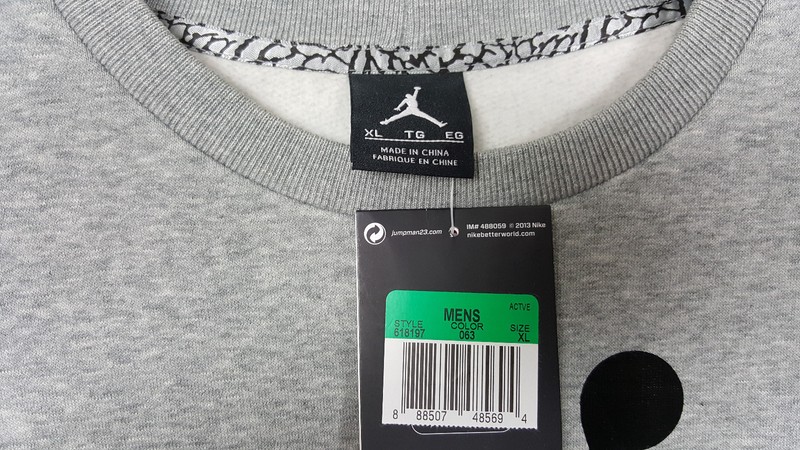 XL TG EG
MADE IN CHINA
FABRIQUE EN CHINE
jumpman23.com
IM# 488059 © 2013 Nike
nikebetterworld.com
ACTVE
MENS
STYLE COLOR SIZE
618197 063 XL
8 88507 48569 4